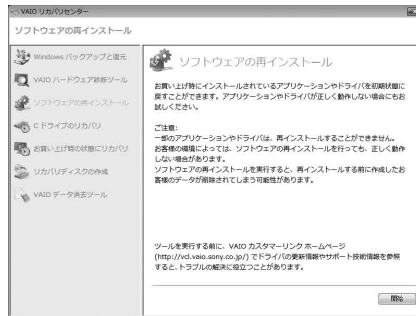 VAIO リカバリセンター
ソフトウェアの再インストール
Windows バックアップと復元
VAIO ハードウェア診断ツール
ソフトウェアの再インストール
C ドライブのリカバリ
お買い上げ時の状態にリカバリ
リカバリディスクの作成
VAIO データ消去ツール
ソフトウェアの再インストール
お買い上げ時にインストールされているアプリケーションやドライバを初期状態に
戻すことができます。アプリケーションやドライバが正しく動作しない場合にもお
試しください。
ご注意:
一部のアプリケーションやドライバは、再インストールすることができません。
お客様の環境によっては、ソフトウェアの再インストールを行っても、正しく動作
しない場合があります。
ソフトウェアの再インストールを実行すると、再インストールする前に作成したお
客様のデータが削除されてしまう可能性があります。
ツールを実行する前に、VAIO カスタマーリンク ホームページ
(http://vcl.vaio.sony.co.jp/) でドライバの更新情報やサポート技術情報を参照
すると、トラブルの解決に役立つことがあります。
開始